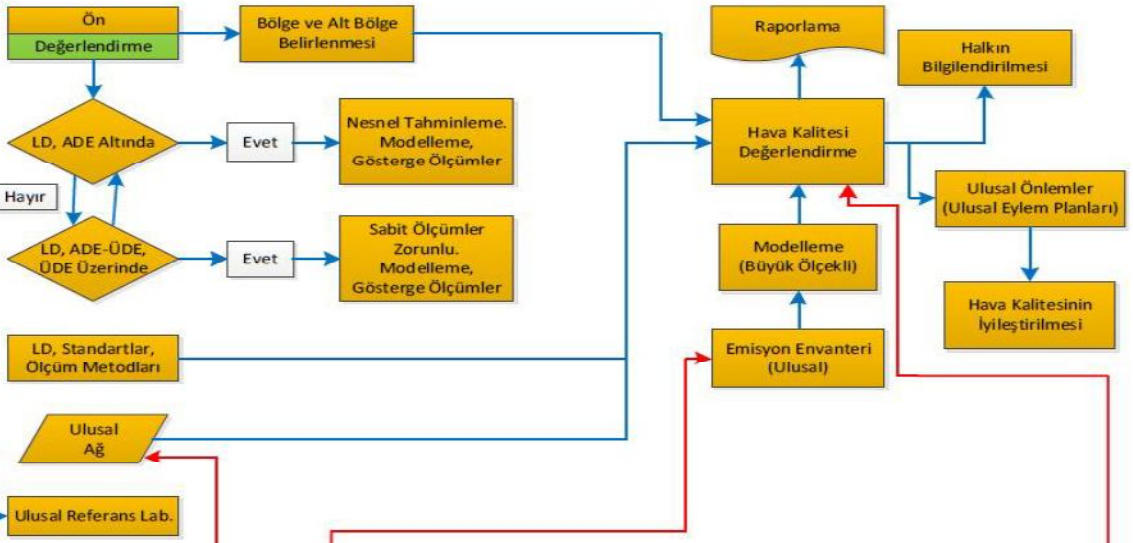 Ön
Değerlendirme
Bölge ve Alt Bölge
Belirlenmesi
Raporlama
Halkın
Bilgilendirilmesi
LD, ADE Altında
Evet
Nesnel Tahminleme.
Modelleme,
Gösterge Ölçümler
Hava Kalitesi
Değerlendirme
Hayır
Ulusal Önlemler
(Ulusal Eylem Planları)
LD, ADE-ÜDE,
ÜDE Üzerinde
Evet
Sabit Ölçümler
Zorunlu.
Modelleme,
Gösterge Ölçümler
Modelleme
(Büyük Ölçekli)
Hava Kalitesinin
İyileştirilmesi
LD, Standartlar,
Ölçüm Metodları
Emisyon Envanteri
(Ulusal)
Ulusal
Ağ
Ulusal Referans Lab.